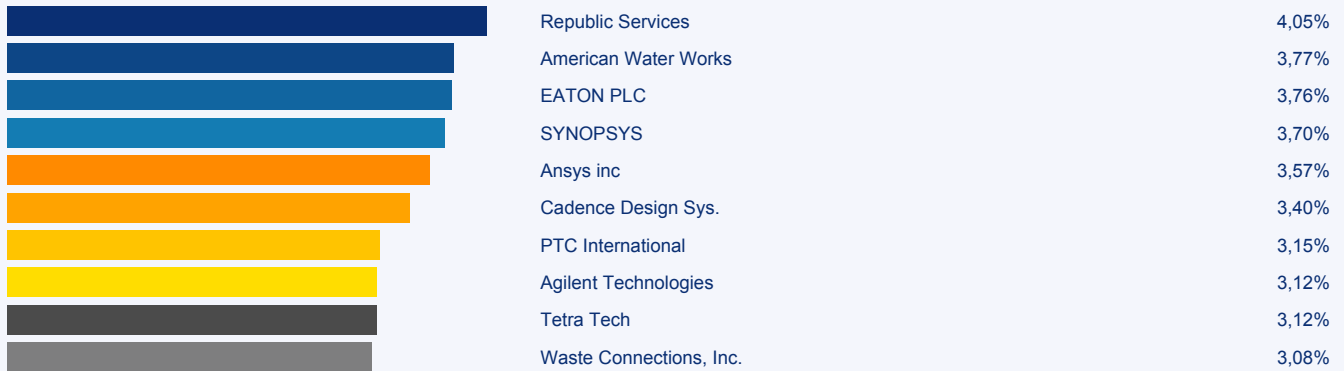 Republic Services 4,05%
American Water Works 3,77%
EATON PLC 3,76%
SYNOPSYS 3,70%
Ansys inc 3,57%
Cadence Design Sys. 3,40%
PTC International 3,15%
Agilent Technologies 3,12%
Tetra Tech 3,12%
Waste Connections, Inc. 3,08%